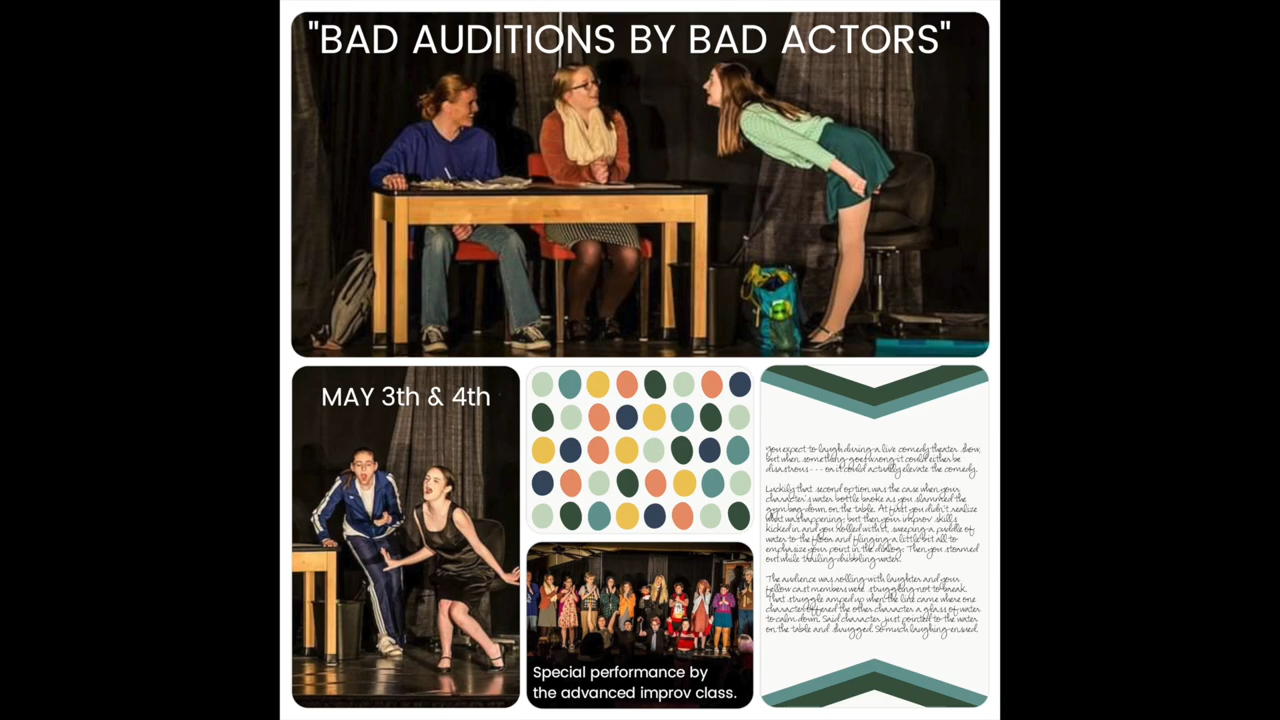 "BAD AUDITIONS BY BAD ACTORS"
MAY 3th & 4th
Special performance by
the advanced improv class.
You expect to laugh during a live comedy theater show,
but when something goes wrong it could either be
disastrous - - - or it could actually elevate the comedy.
Luckily that second option was the case when your
character's water bottle broke as you slammed the
gym bag down on the table. At first you didn't realize
what was happening, but then your improv skills
kicked in and you rolled with it, sweeping a puddle of
water to the floor and flinging a little bit all to
emphasize your point in the dialog. Then you stormed
out while trailing dribbling water.
The audience was rolling with laughter and your
fellow cast members were struggling not to break.
That struggle amped up when the line came where one
character offered the other character a glass of water
to calm down. Said character just pointed to the water
on the table and shrugged. So much laughing ensued.